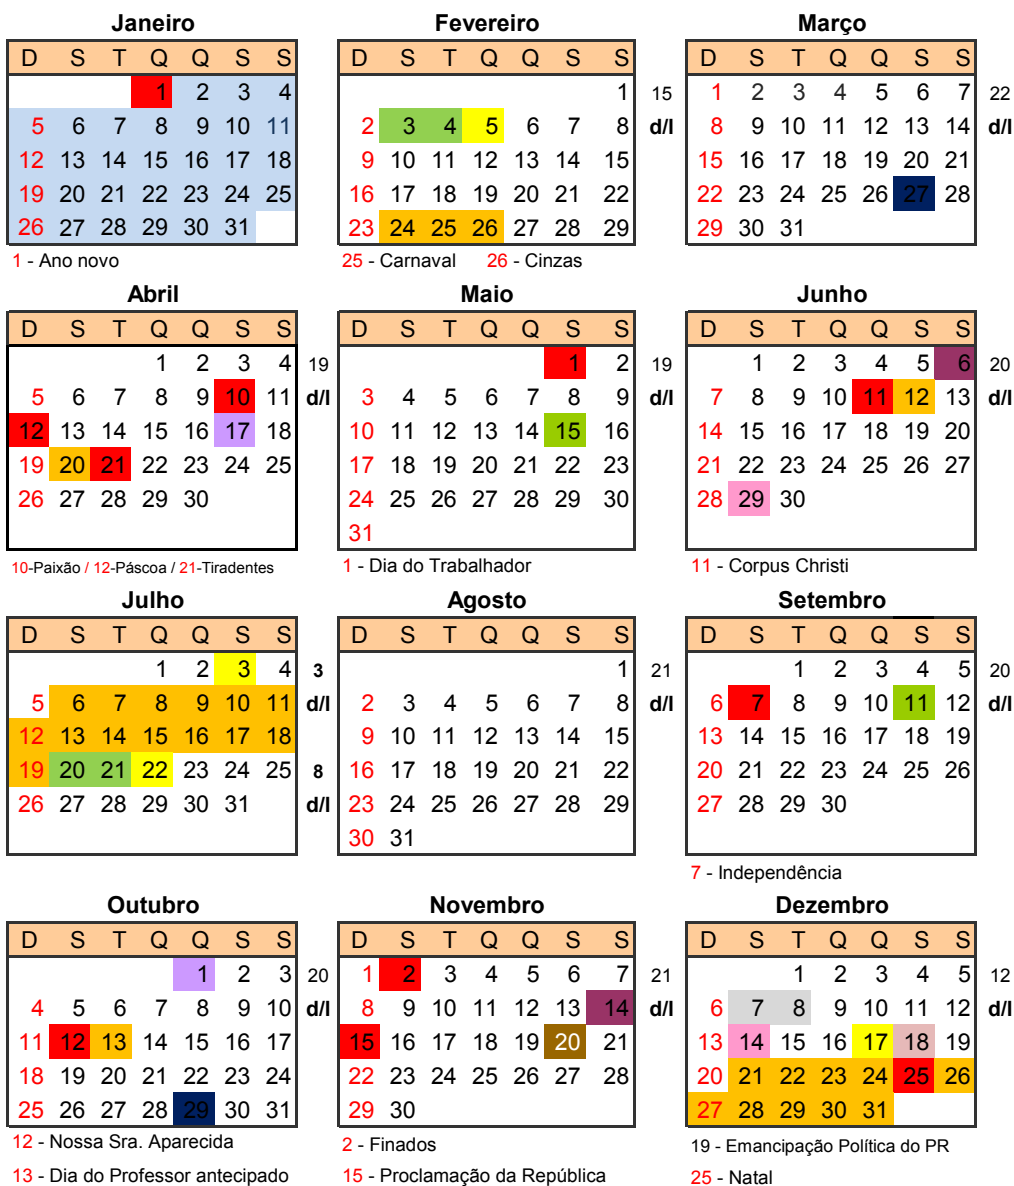 Janeiro Fevereiro Março
D S T Q Q S S D S T Q Q S S D S T Q Q S S
1 2 3 4 1 15 1 2 3 4 5 6 7 22
5 6 7 8 9 10 11 2 3 4 5 6 7 8 d/l 8 9 10 11 12 13 14 d/l
12 13 14 15 16 17 18 9 10 11 12 13 14 15 15 16 17 18 19 20 21
19 20 21 22 23 24 25 16 17 18 19 20 21 22 22 23 24 25 26 27 28
26 27 28 29 30 31 23 24 25 26 27 28 29 29 30 31
1 - Ano novo 25 - Carnaval 26 - Cinzas
Abril Maio Junho
D S T Q Q S S D S T Q Q S S D S T Q Q S S
1 2 3 4 19 1 2 19 1 2 3 4 5 6 20
5 6 7 8 9 10 11 d/l 3 4 5 6 7 8 9 d/l 7 8 9 10 11 12 13 d/l
12 13 14 15 16 17 18 10 11 12 13 14 15 16 14 15 16 17 18 19 20
19 20 21 22 23 24 25 17 18 19 20 21 22 23 21 22 23 24 25 26 27
26 27 28 29 30 24 25 26 27 28 29 30 28 29 30
31
10-Paixão / 12-Páscoa / 21-Tiradentes 1 - Dia do Trabalhador 11 - Corpus Christi
Julho Agosto Setembro
D S T Q Q S S D S T Q Q S S D S T Q Q S S
1 2 3 4 3 1 21 1 2 3 4 5 20
5 6 7 8 9 10 11 d/l 2 3 4 5 6 7 8 d/l 6 7 8 9 10 11 12 d/l
12 13 14 15 16 17 18 9 10 11 12 13 14 15 13 14 15 16 17 18 19
19 20 21 22 23 24 25 8 16 17 18 19 20 21 22 20 21 22 23 24 25 26
26 27 28 29 30 31 d/l 23 24 25 26 27 28 29 27 28 29 30
30 31
7 - Independência
Outubro Novembro Dezembro
D S T Q Q S S D S T Q Q S S D S T Q Q S S
1 2 3 20 1 2 3 4 5 6 7 21 1 2 3 4 5 12
4 5 6 7 8 9 10 d/l 8 9 10 11 12 13 14 d/l 6 7 8 9 10 11 12 d/l
11 12 13 14 15 16 17 15 16 17 18 19 20 21 13 14 15 16 17 18 19
18 19 20 21 22 23 24 22 23 24 25 26 27 28 20 21 22 23 24 25 26
25 26 27 28 29 30 31 29 30 27 28 29 30 31
12 - Nossa Sra. Aparecida 2 - Finados 19 - Emancipação Política do PR
13 - Dia do Professor antecipado 15 - Proclamação da República 25 - Natal